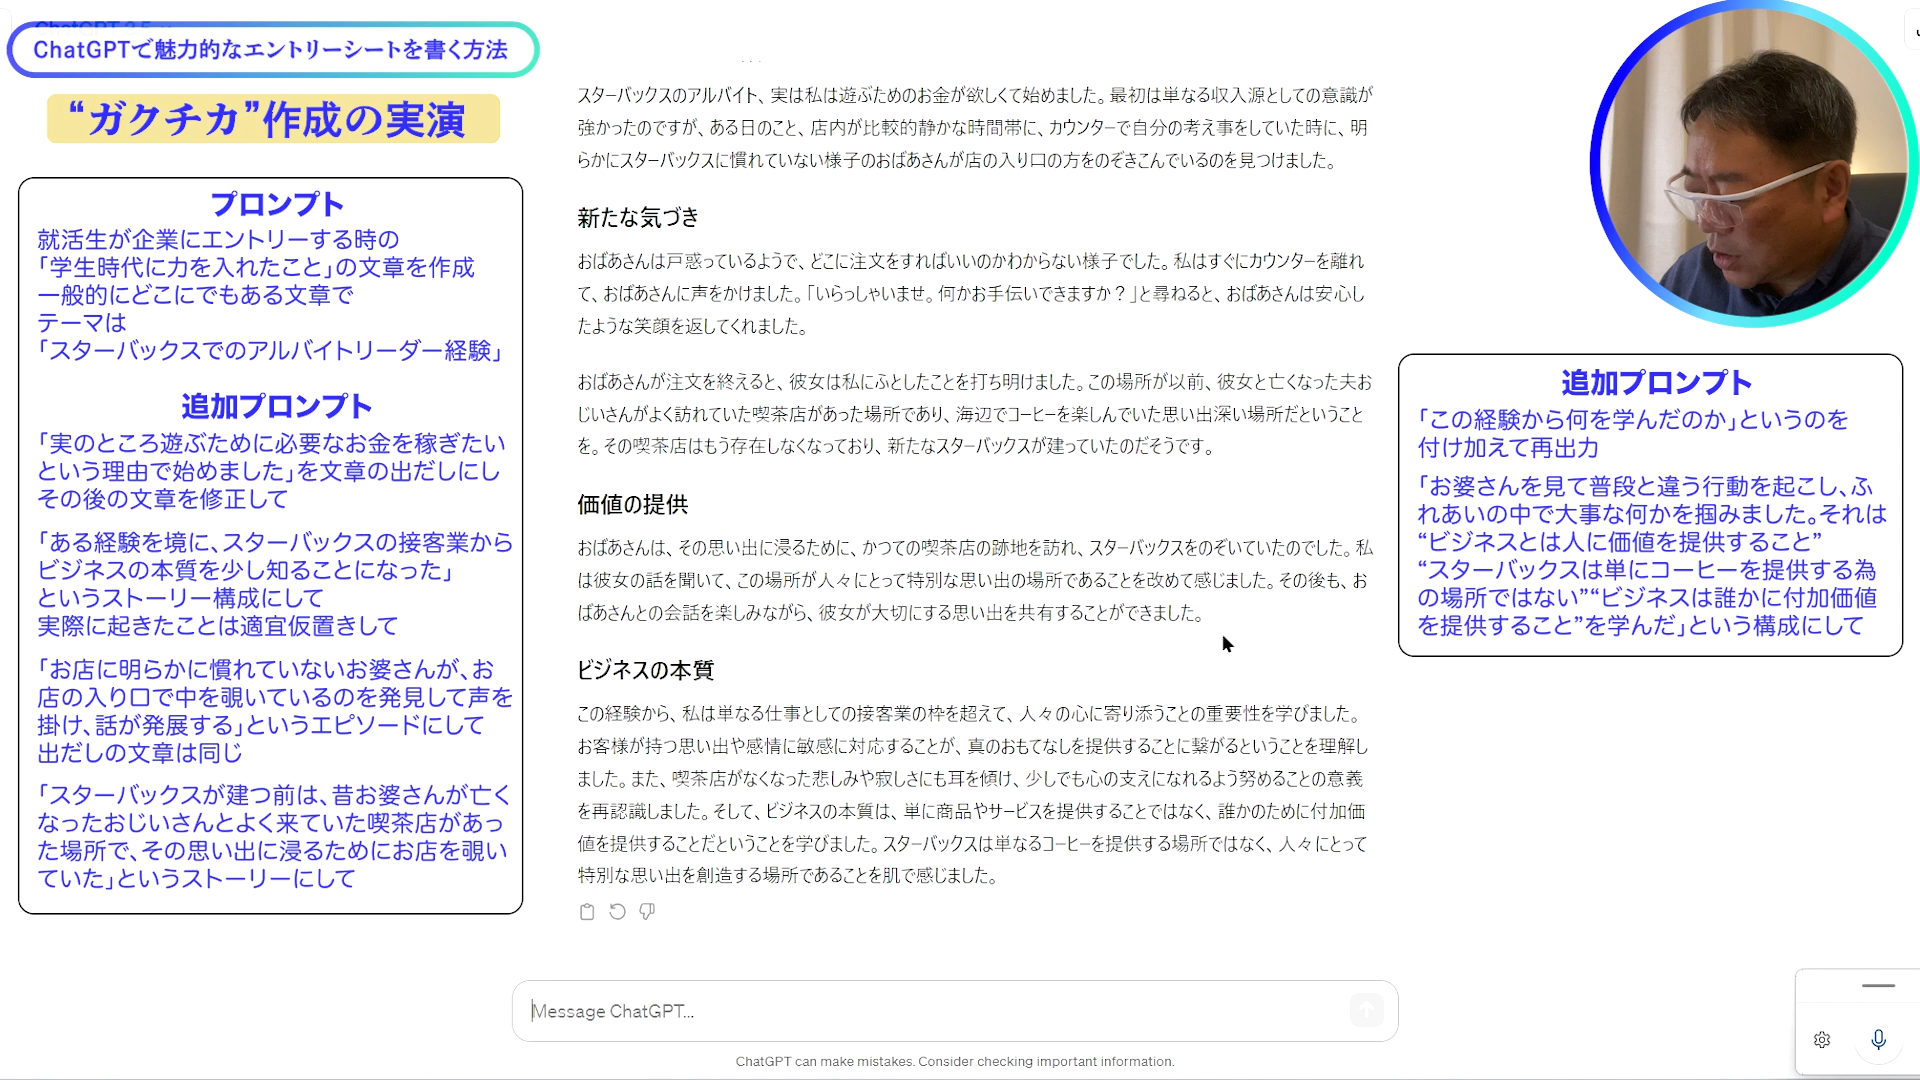 ChatGPTで魅力的なエントリーシートを書く方法
“ガクチカ”作成の実演
プロンプト
就活生が企業にエントリーする時の
「学生時代に力を入れたこと」の文章を作成
一般的にどこにでもある文章で
テーマは
「スターバックスでのアルバイトリーダー経験」
追加プロンプト
「実のところ遊ぶために必要なお金を稼ぎたい
という理由で始めました」を文章の出だしにし
その後の文章を修正して
「ある経験を境に、スターバックスの接客業から
ビジネスの本質を少し知ることになった」
というストーリー構成にして
実際に起きたことは適宜仮置きして
「お店に明らかに慣れていないお婆さんが、お
店の入り口で中を覗いているのを発見して声を
掛け、話が発展する」というエピソードにして
出だしの文章は同じ
「スターバックスが建つ前は、昔お婆さんが亡く
なったおじいさんとよく来ていた喫茶店があっ
た場所で、その思い出に浸るためにお店を覗い
ていた」というストーリーにして
スターバックスのアルバイト、実は私は遊ぶためのお金が欲しくて始めました。最初は単なる収入源としての意識が
強かったのですが、ある日のこと、店内が比較的静かな時間帯に、カウンターで自分の考え事をしていた時に、明
らかにスターバックスに慣れていない様子のおばあさんが店の入り口の方をのぞきこんでいるのを見つけました。
新たな気づき
おばあさんは戸惑っているようで、どこに注文をすればいいのかわからない様子でした。私はすぐにカウンターを離れ
て、おばあさんに声をかけました。「いらっしゃいませ。何かお手伝いできますか？」と尋ねると、おばあさんは安心し
たような笑顔を返してくれました。
おばあさんが注文を終えると、彼女は私にふとしたことを打ち明けました。この場所が以前、彼女と亡くなった夫お
じいさんがよく訪れていた喫茶店があった場所であり、海辺でコーヒーを楽しんでいた思い出深い場所だということ
を。その喫茶店はもう存在しなくなっており、新たなスターバックスが建っていたのだそうです。
価値の提供
おばあさんは、その思い出に浸るために、かつての喫茶店の跡地を訪れ、スターバックスをのぞいていたのでした。私
は彼女の話を聞いて、この場所が人々にとって特別な思い出の場所であることを改めて感じました。その後も、お
ばあさんとの会話を楽しみながら、彼女が大切にする思い出を共有することができました。
ビジネスの本質
この経験から、私は単なる仕事としての接客業の枠を超えて、人々の心に寄り添うことの重要性を学びました。
お客様が持つ思い出や感情に敏感に対応することが、真のおもてなしを提供することに繋がるということを理解し
ました。また、喫茶店がなくなった悲しみや寂しさにも耳を傾け、少しでも心の支えになれるよう努めることの意義
を再認識しました。そして、ビジネスの本質は、単に商品やサービスを提供することではなく、誰かのために付加価
値を提供することだということを学びました。スターバックスは単なるコーヒーを提供する場所ではなく、人々にとって
特別な思い出を創造する場所であることを肌で感じました。
Message ChatGPT...
ChatGPT can make mistakes. Consider checking important information.
追加プロンプト
「この経験から何を学んだのか」というのを
付け加えて再出力
「お婆さんを見て普段と違う行動を起こし、ふ
れあいの中で大事な何かを掴みました。それは
“ビジネスとは人に価値を提供すること”
“スターバックスは単にコーヒーを提供する為
の場所ではない”“ビジネスは誰かに付加価値
を提供すること”を学んだ」という構成にして